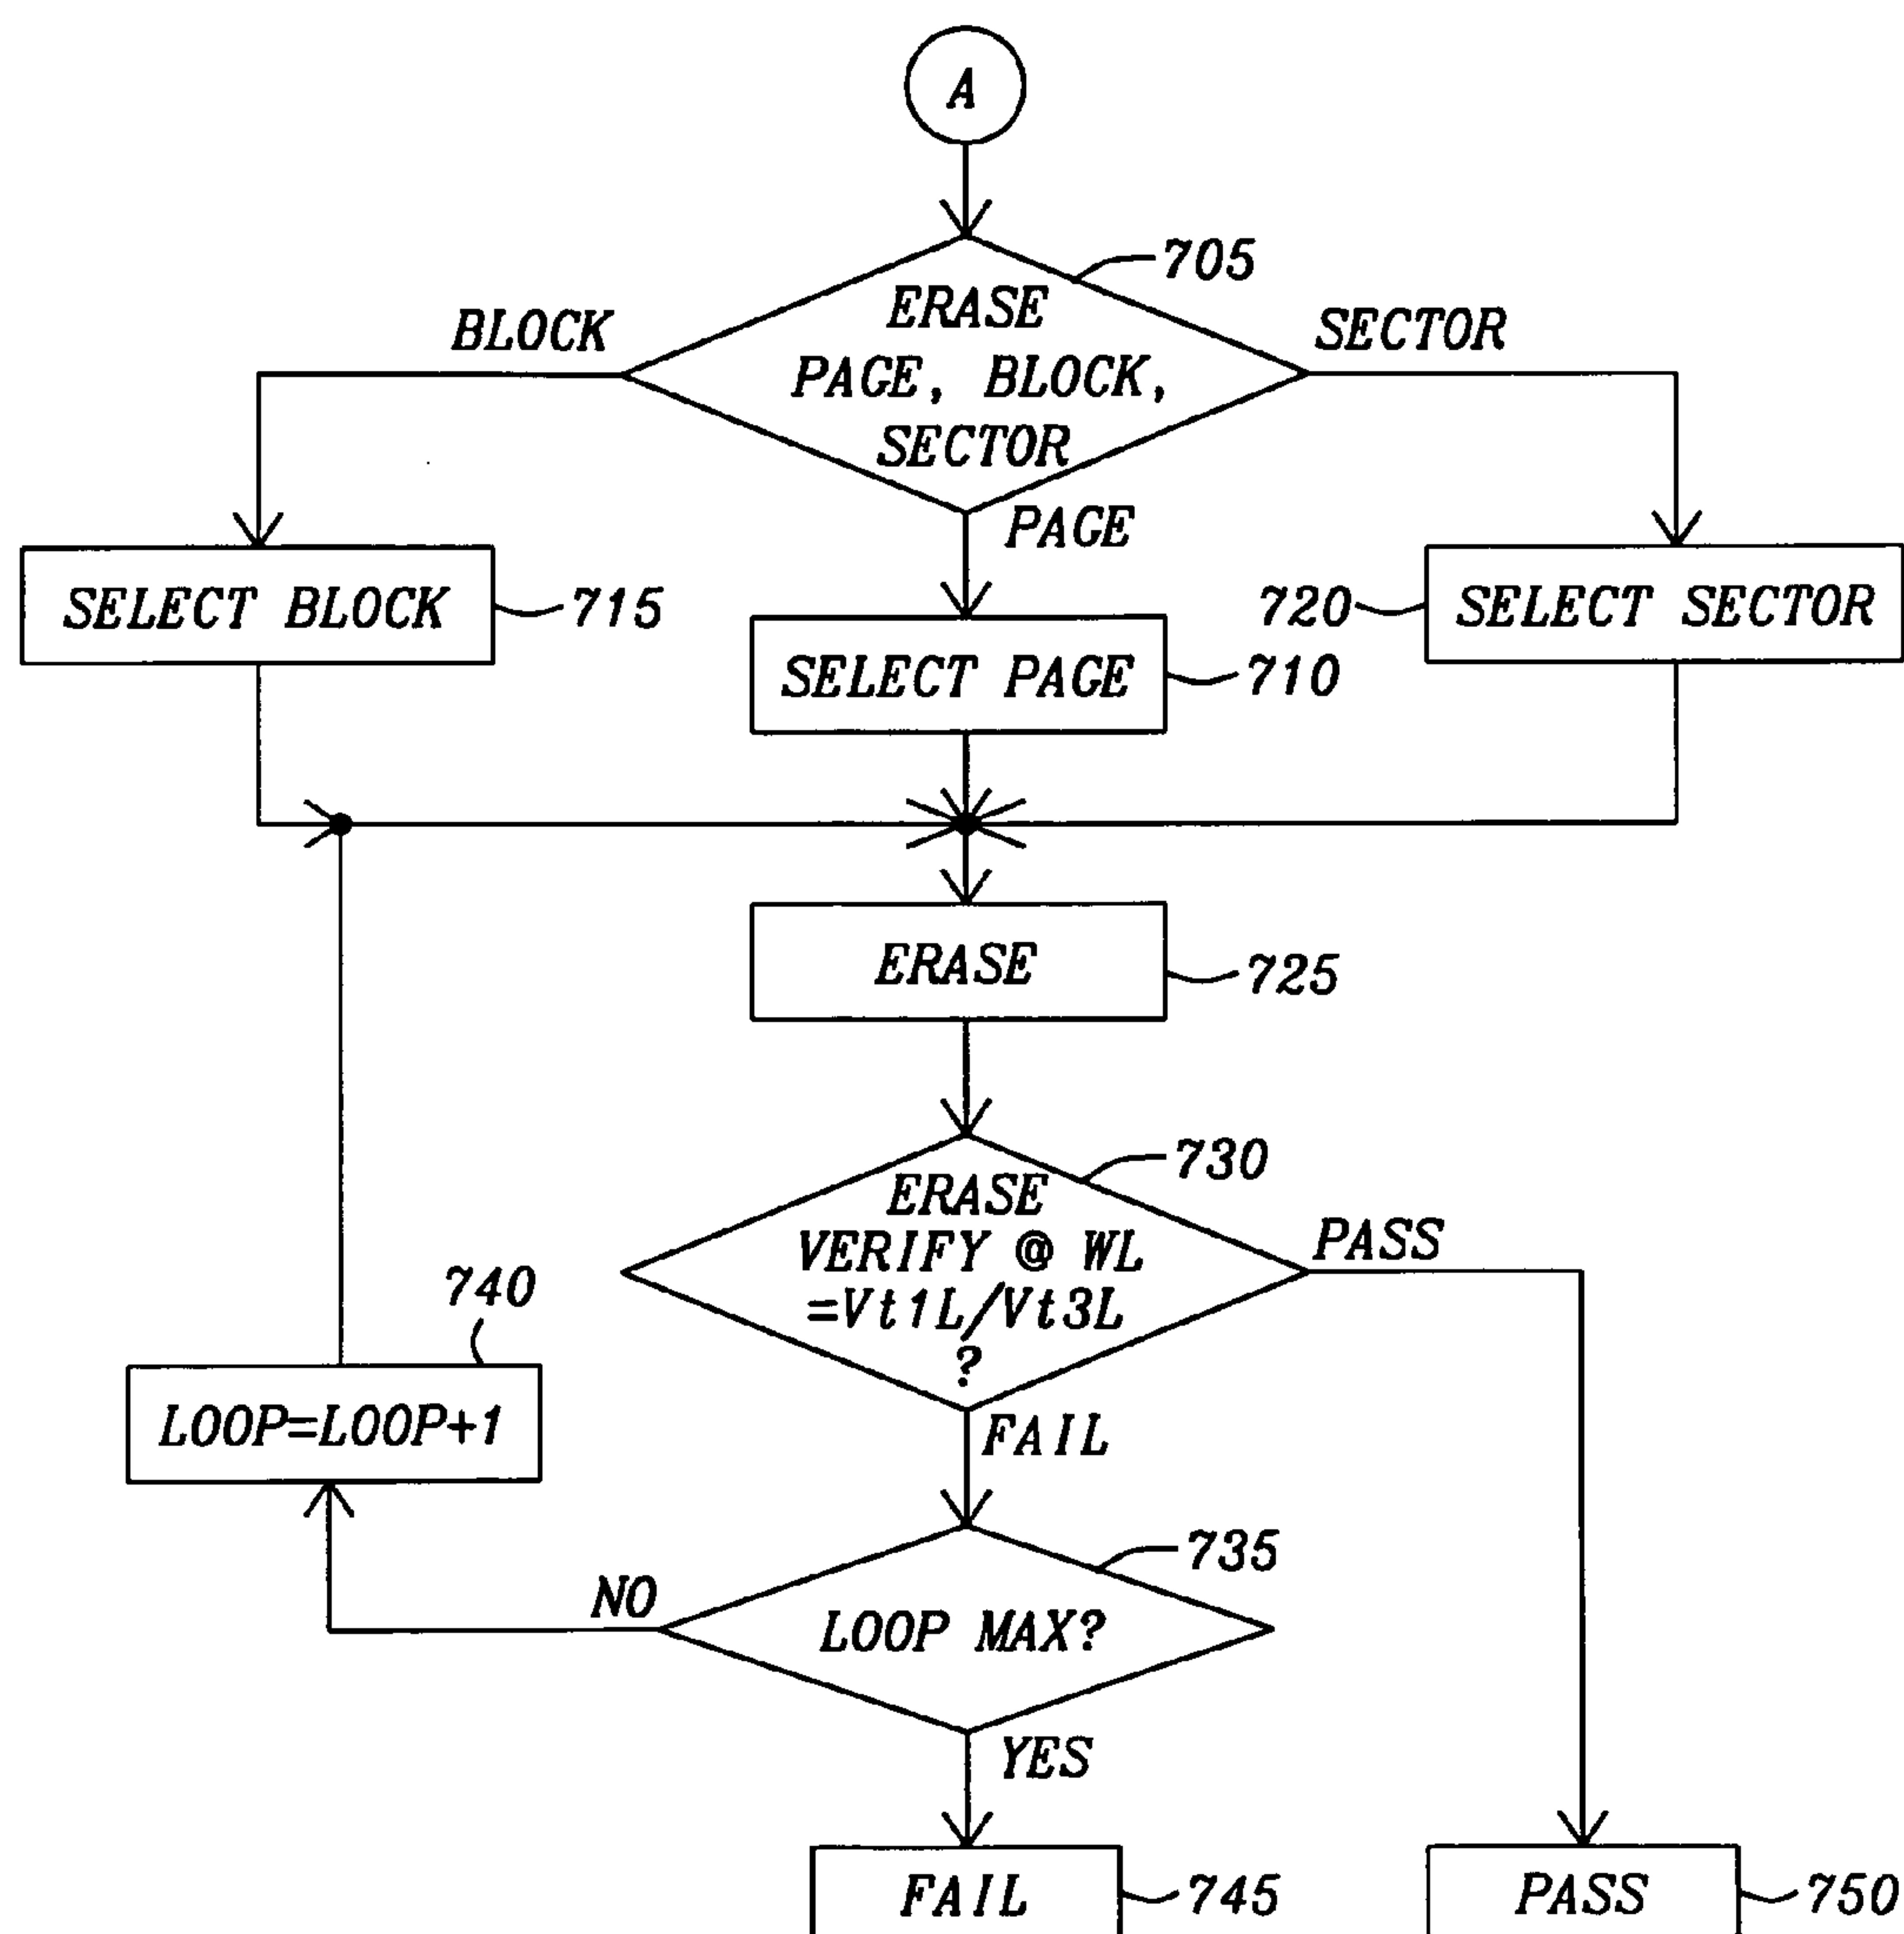 A
705
ERASE
PAGE, BLOCK,
SECTOR
BLOCK
SECTOR
PAGE
SELECT BLOCK
715
SELECT PAGE
710
720
SELECT SECTOR
ERASE
725
730
ERASE
VERIFY @ WL
=Vt1L/Vt3L
?
PASS
FAIL
740
LOOP=LOOP+1
735
NO
LOOP MAX?
YES
FAIL
745
PASS
750